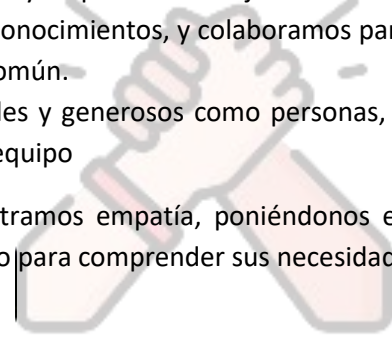 onocimientos, y colaboramos par
omún.
les y generosos como personas,
equipo
tramos empatía, poniéndonos e
o para comprender sus necesidad